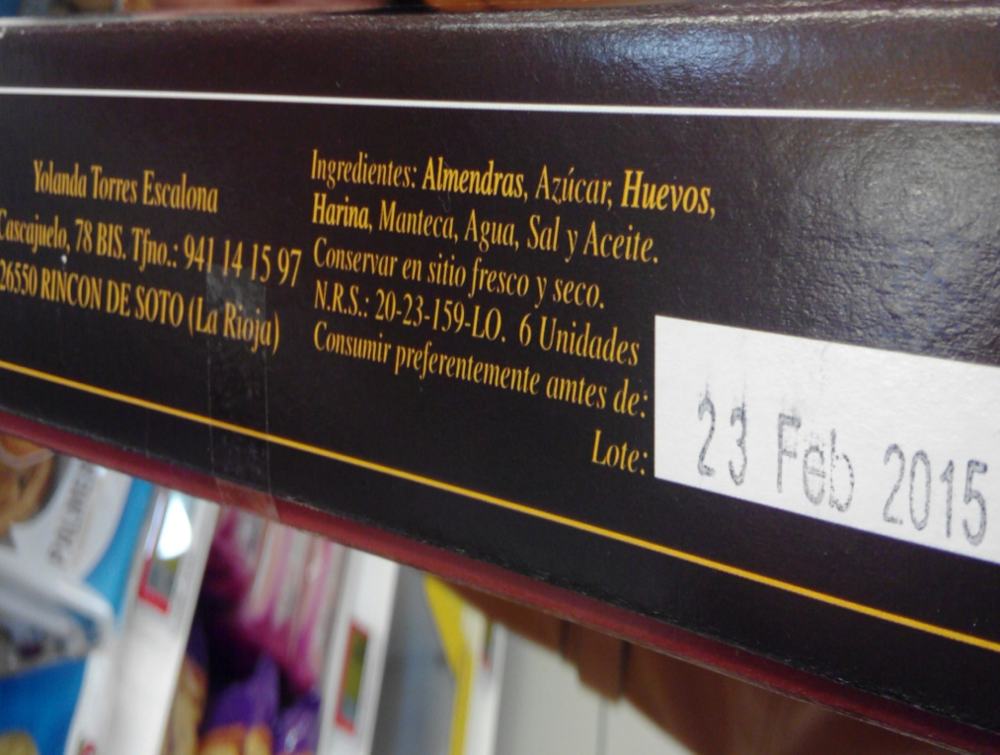 Yolanda Torres Escalona
Cascajuelo, 78 BIS. Tfno.: 941 14 15 97
26550 RINCON DE SOTO (La Rioja)
Ingredientes: Almendras, Azúcar, Huevos,
Harina, Manteca, Agua, Sal y Aceite.
Conservar en sitio fresco y seco.
N.R.S.: 20-23-159-LO. 6 Unidades
Consumir preferentemente amtes de:
Lote:
23 Feb 2015